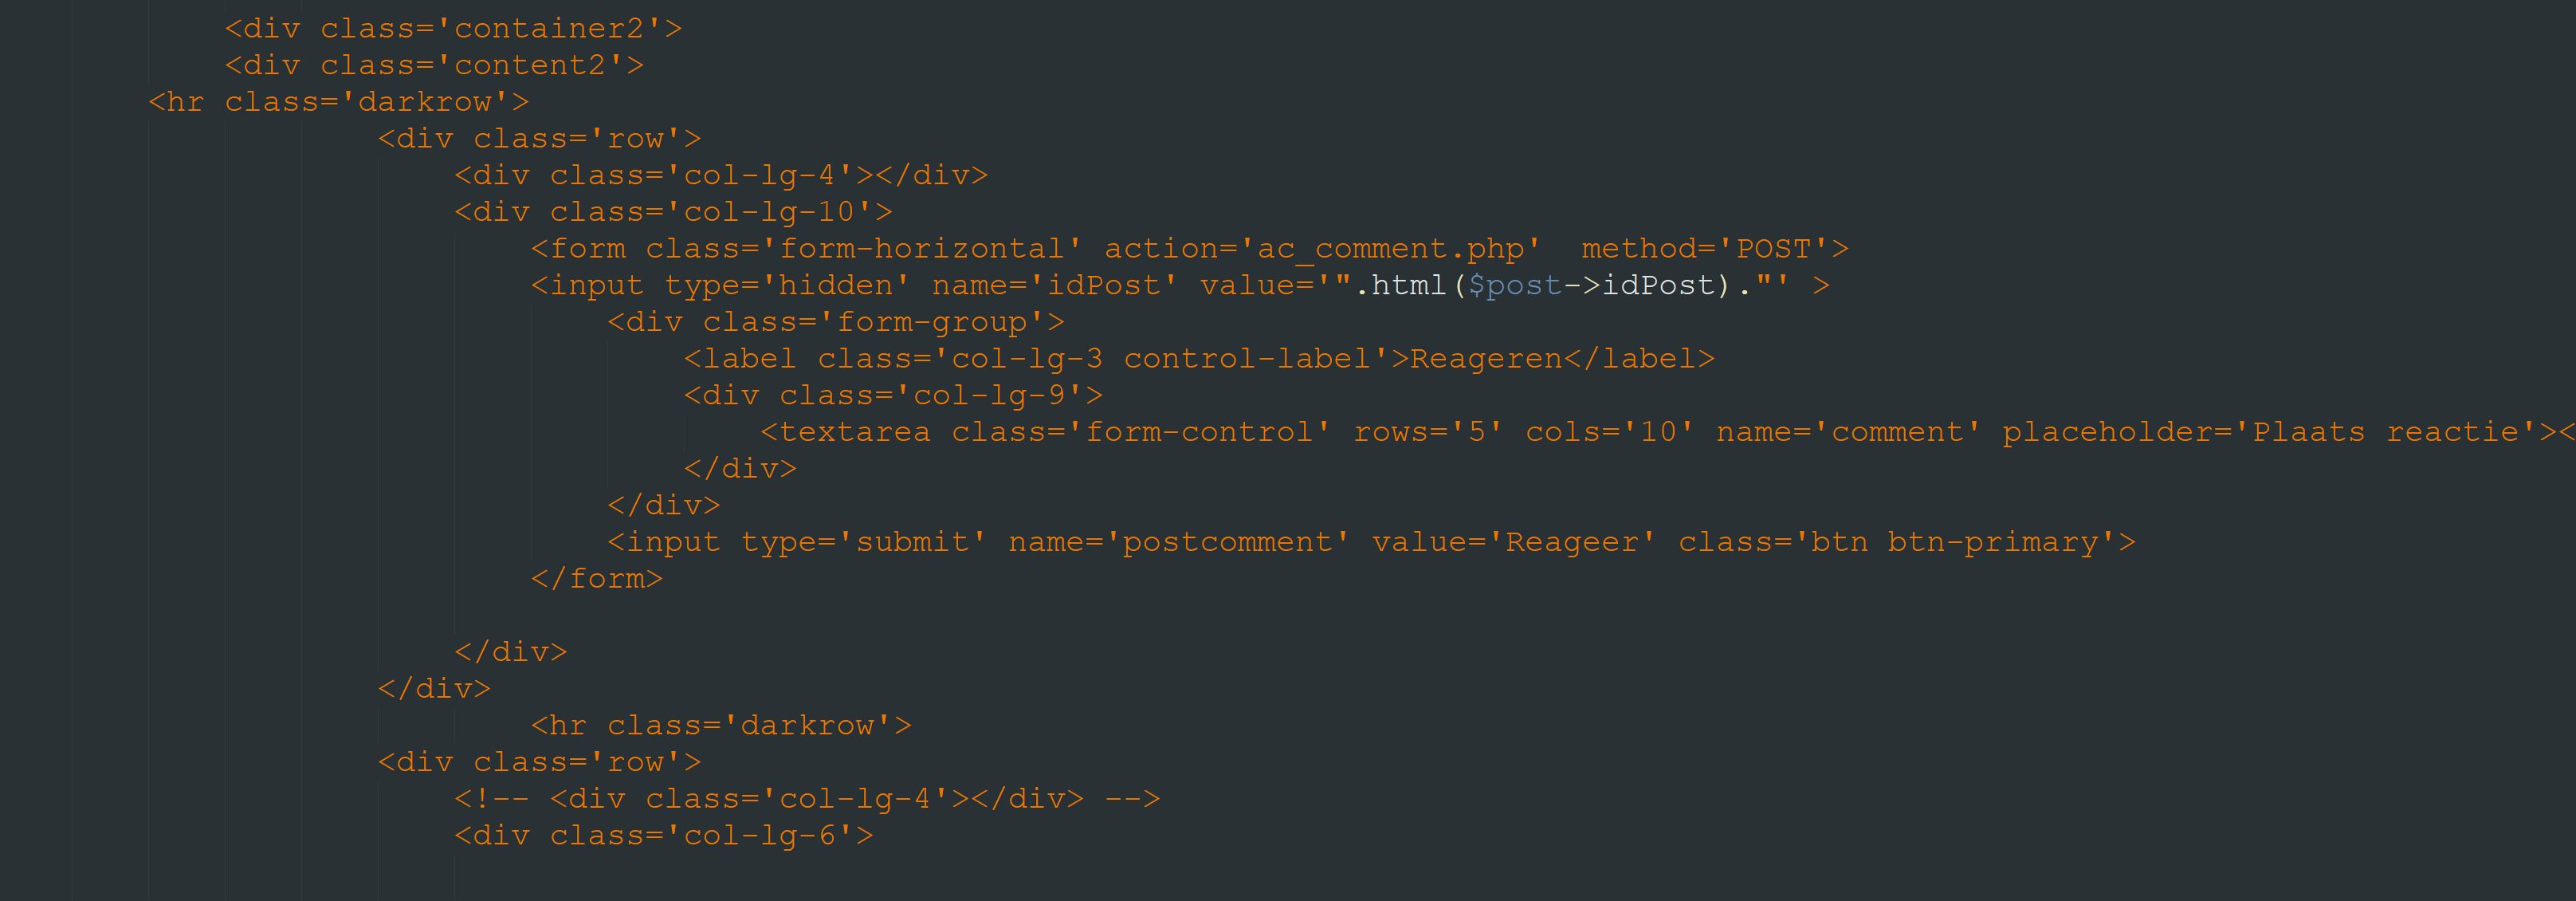 <div class='container2'>
<div class='content2'>
<hr class='darkrow'>
<div class='row'>
<div class='col-lg-4'></div>
<div class='col-lg-10'>
<form class='form-horizontal' action='ac_comment.php'  method='POST'>
<input type='hidden' name='idPost' value='".html($post->idPost)."' >
<div class='form-group'>
<label class='col-lg-3 control-label'>Reageren</label>
<div class='col-lg-9'>
<textarea class='form-control' rows='5' cols='10' name='comment' placeholder='Plaats reactie'><
</div>
</div>
<input type='submit' name='postcomment' value='Reageer' class='btn btn-primary'>
</form>
</div>
</div>
<hr class='darkrow'>
<div class='row'>
<!-- <div class='col-lg-4'></div> -->
<div class='col-lg-6'>